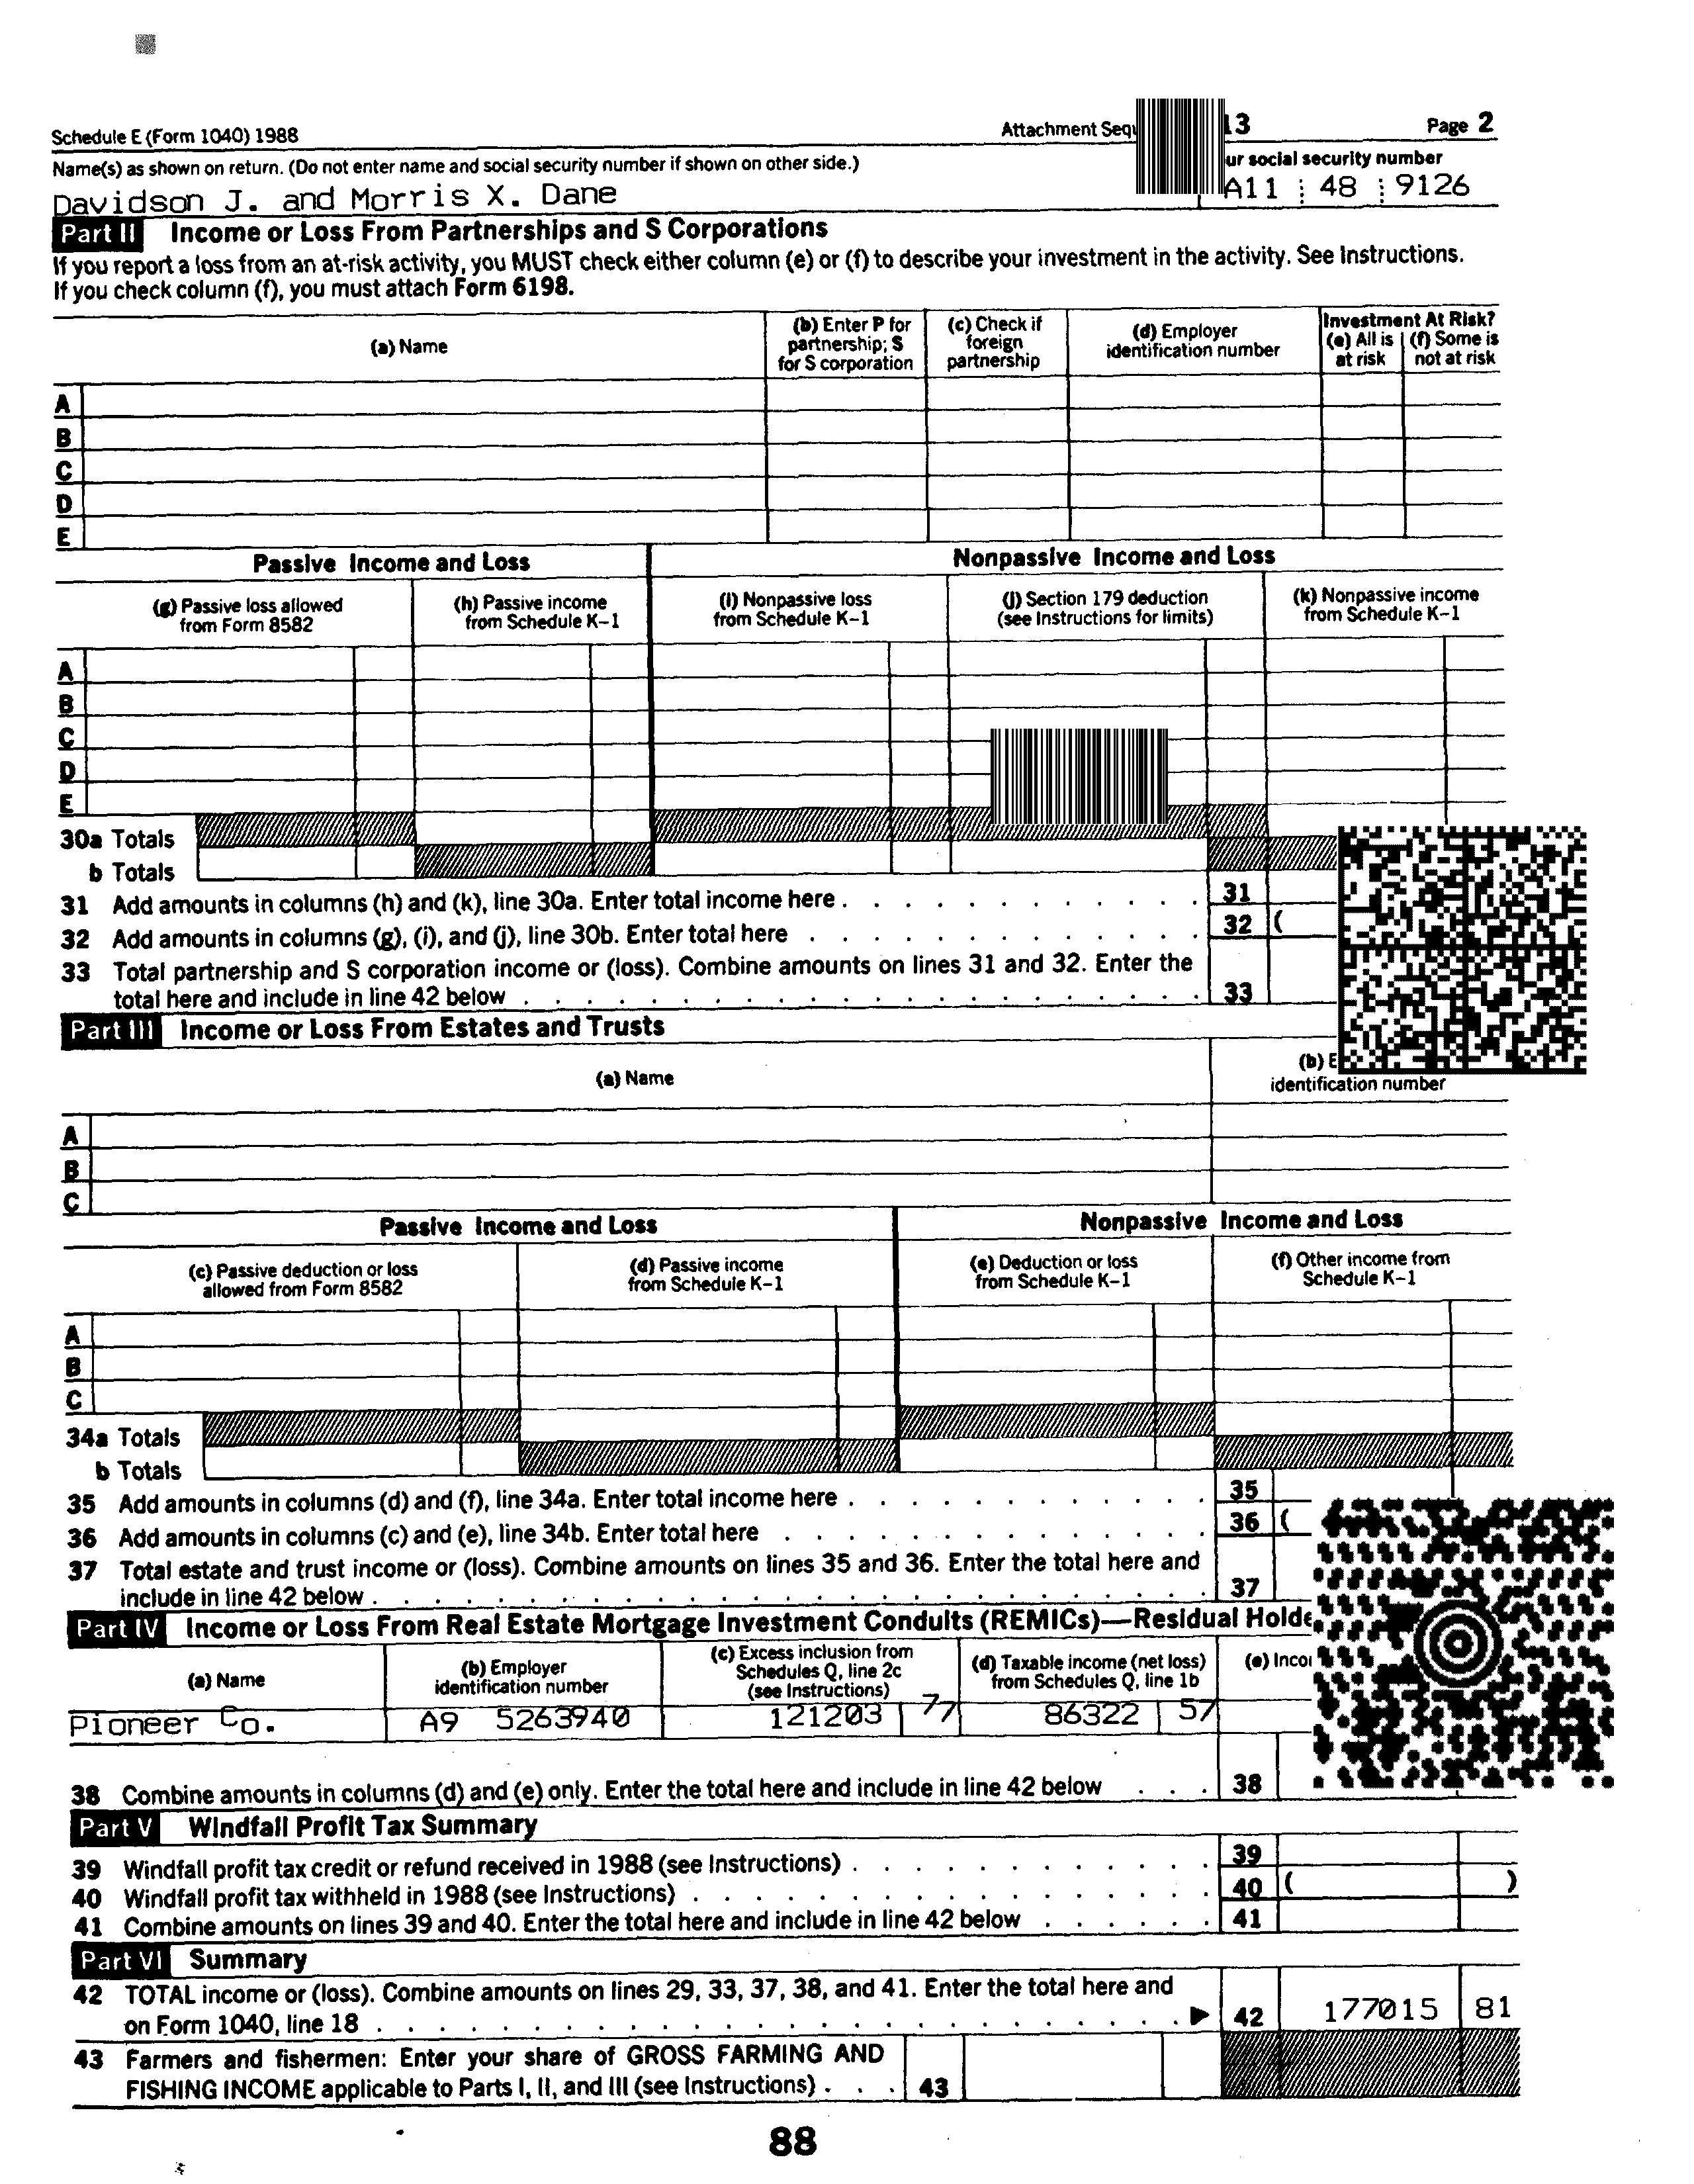 Schedule E (Form 1040) 1988 Attachment Sequ 13 Page 2
Name(s) as shown on return. (Do not enter name and social security number if shown on other side.) ur social security number
Davidson J. and Morris X. Dane A11 48 9126
Part II Income or Loss From Partnerships and S Corporations
If you report a loss from an at-risk activity, you MUST check either column (e) or (f) to describe your investment in the activity. See Instructions.
If you check column (f), you must attach Form 6198.
(a) Name
(b) Enter P for
partnership; S
for S corporation
(c) Check if
foreign
partnership
(d) Employer
identification number
Investment At Risk?
(e) All is
at risk
(f) Some is
not at risk
A
B
C
D
E
Passive Income and Loss Nonpassive Income and Loss
(g) Passive loss allowed
from Form 8582
(h) Passive income
from Schedule K–1
(i) Nonpassive loss
from Schedule K–1
(j) Section 179 deduction
(see Instructions for limits)
(k) Nonpassive income
from Schedule K–1
A
B
C
D
E
30a Totals
b Totals
31 Add amounts in columns (h) and (k), line 30a. Enter total income here . . . . . . . . . . . . 31
32 Add amounts in columns (g), (i), and (j), line 30b. Enter total here . . . . . . . . . . . . . 32 (
33 Total partnership and S corporation income or (loss). Combine amounts on lines 31 and 32. Enter the
total here and include in line 42 below . . . . . . . . . . . . . . . . . . . . . . 33
Part III Income or Loss From Estates and Trusts
(a) Name
(b) E
identification number
A
B
C
Passive Income and Loss Nonpassive Income and Loss
(c) Passive deduction or loss
allowed from Form 8582
(d) Passive income
from Schedule K–1
(e) Deduction or loss
from Schedule K–1
(f) Other income from
Schedule K–1
A
B
C
34a Totals
b Totals
35 Add amounts in columns (d) and (f), line 34a. Enter total income here . . . . . . . . . . . . 35
36 Add amounts in columns (c) and (e), line 34b. Enter total here . . . . . . . . . . . . . . 36 (
37 Total estate and trust income or (loss). Combine amounts on lines 35 and 36. Enter the total here and
include in line 42 below . . . . . . . . . . . . . . . . . . . . . . . . . . . 37
Part IV Income or Loss From Real Estate Mortgage Investment Conduits (REMICs)—Residual Holde
(a) Name
(b) Employer
identification number
(c) Excess inclusion from
Schedules Q, line 2c
(see Instructions)
(d) Taxable income (net loss)
from Schedules Q, line 1b
(e) Incor
Pioneer Co. A9 5263940 121203 77 86322 57
38 Combine amounts in columns (d) and (e) only. Enter the total here and include in line 42 below . . . 38
Part V Windfall Profit Tax Summary
39 Windfall profit tax credit or refund received in 1988 (see Instructions) . . . . . . . . . . . . 39
40 Windfall profit tax withheld in 1988 (see Instructions) . . . . . . . . . . . . . . . . . 40 ( )
41 Combine amounts on lines 39 and 40. Enter the total here and include in line 42 below . . . . . . 41
Part VI Summary
42 TOTAL income or (loss). Combine amounts on lines 29, 33, 37, 38, and 41. Enter the total here and
on Form 1040, line 18 . . . . . . . . . . . . . . . . . . . . . . . . . . ▶ 42 177015 81
43 Farmers and fishermen: Enter your share of GROSS FARMING AND
FISHING INCOME applicable to Parts I, II, and III (see Instructions) . . . 43
88